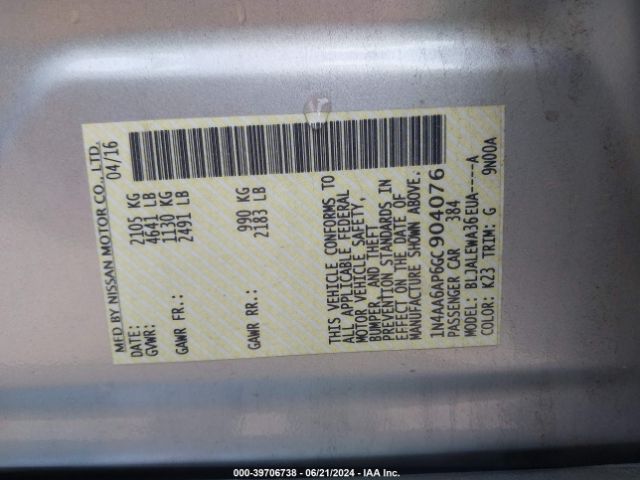 MFD BY NISSAN MOTOR CO., LTD.
DATE: 04/16
GVWR: 2105 KG
4641 LB
GAWR FR.: 1130 KG
2491 LB
GAWR RR.: 990 KG
2183 LB
THIS VEHICLE CONFORMS TO
ALL APPLICABLE FEDERAL
MOTOR VEHICLE SAFETY,
BUMPER, AND THEFT
PREVENTION STANDARDS IN
EFFECT ON THE DATE OF
MANUFACTURE SHOWN ABOVE.
1N4AA6AP6GC904076
PASSENGER CAR 384
MODEL: BLJALEWA36EUA----A
COLOR: K23 TRIM: G 9N00A
000-39706738 - 06/21/2024 - IAA Inc.